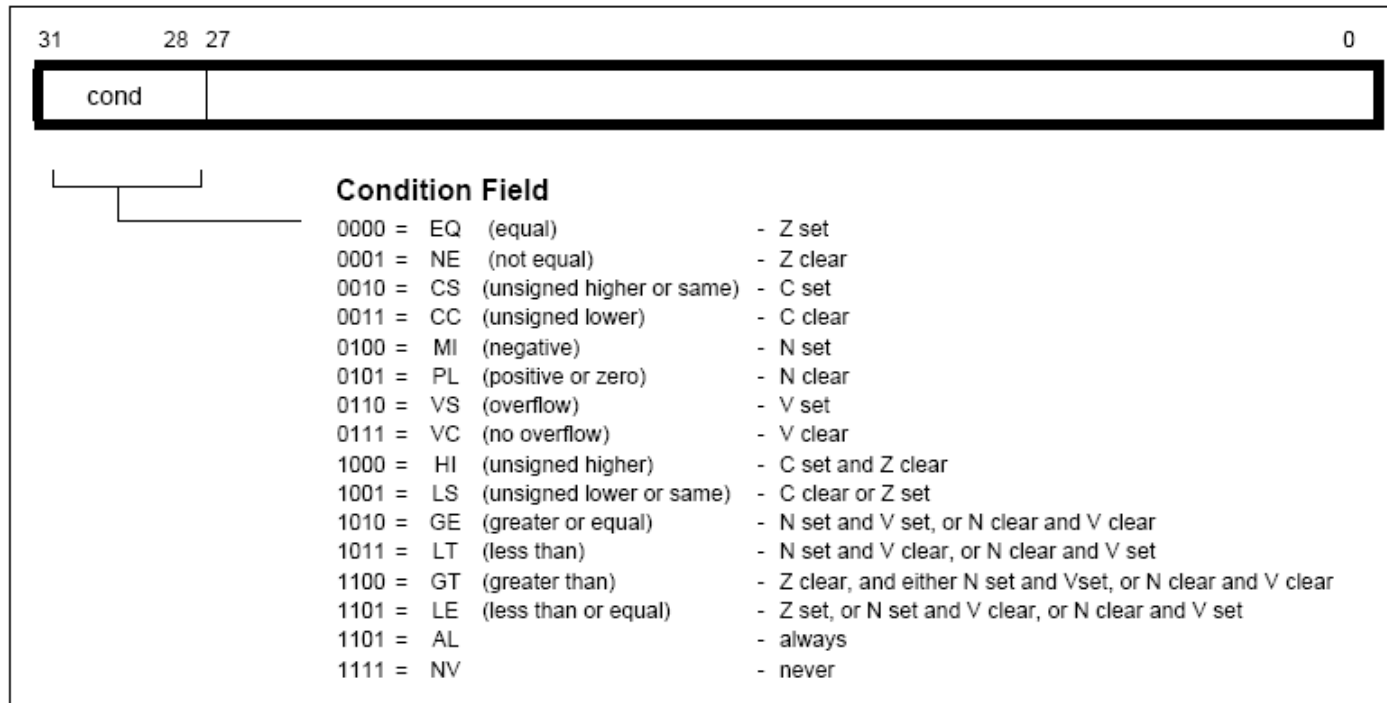 31 28 27 0
cond
Condition Field
0000 = EQ (equal) - Z set
0001 = NE (not equal) - Z clear
0010 = CS (unsigned higher or same) - C set
0011 = CC (unsigned lower) - C clear
0100 = MI (negative) - N set
0101 = PL (positive or zero) - N clear
0110 = VS (overflow) - V set
0111 = VC (no overflow) - V clear
1000 = HI (unsigned higher) - C set and Z clear
1001 = LS (unsigned lower or same) - C clear or Z set
1010 = GE (greater or equal) - N set and V set, or N clear and V clear
1011 = LT (less than) - N set and V clear, or N clear and V set
1100 = GT (greater than) - Z clear, and either N set and Vset, or N clear and V clear
1101 = LE (less than or equal) - Z set, or N set and V clear, or N clear and V set
1101 = AL - always
1111 = NV - never